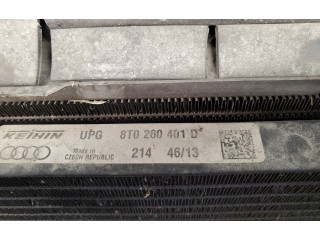 KEIHIN UPG 8T0 260 401 D
MADE IN
CZECH REPUBLIC 214 46/13